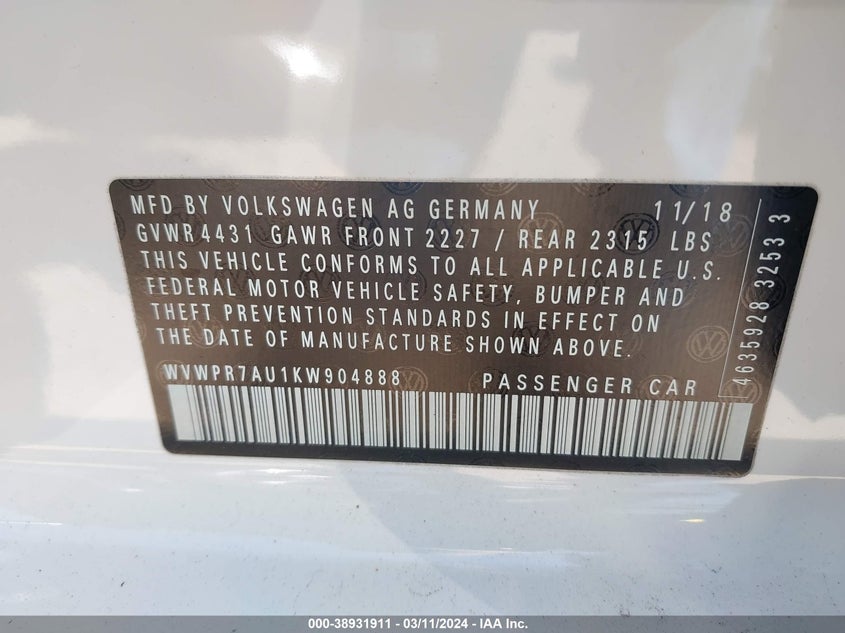 MFD BY VOLKSWAGEN AG GERMANY 11/18
GVWR4431 GAWR FRONT 2227 / REAR 2315 LBS
THIS VEHICLE CONFORMS TO ALL APPLICABLE U.S.
FEDERAL MOTOR VEHICLE SAFETY, BUMPER AND
THEFT PREVENTION STANDARDS IN EFFECT ON
THE DATE OF MANUFACTURE SHOWN ABOVE.
WVWPR7AU1KW904888 PASSENGER CAR
4635928 3253 3
000-38931911 — 03/11/2024 — IAA Inc.